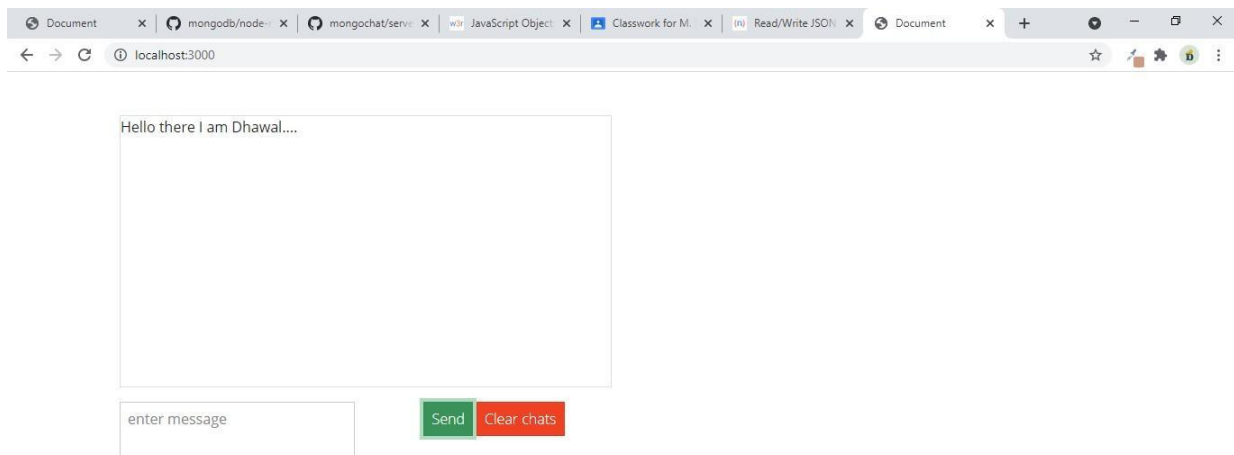 Document
mongodb/node-
mongochat/serve
w3r JavaScript Object
Classwork for M.
(n) Read/Write JSON
Document
localhost:3000
Hello there I am Dhawal....
enter message
Send
Clear chats